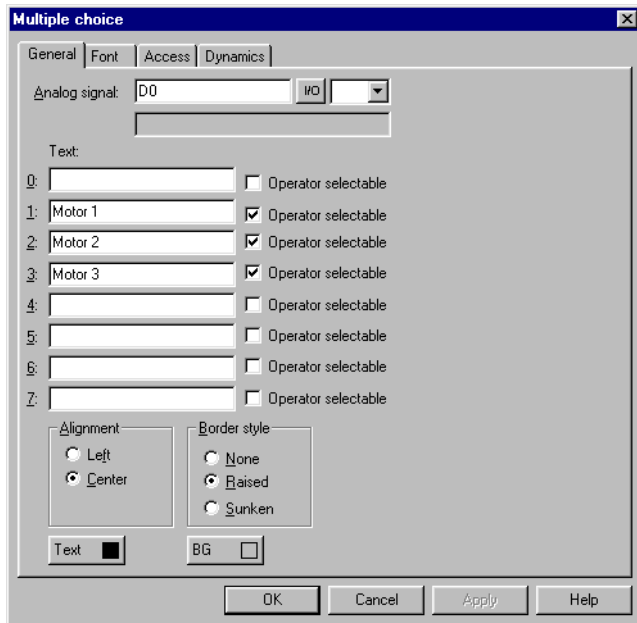 Multiple choice
General Font Access Dynamics
Analog signal: D0 I/O
Text:
0: Operator selectable
1: Motor 1 Operator selectable
2: Motor 2 Operator selectable
3: Motor 3 Operator selectable
4: Operator selectable
5: Operator selectable
6: Operator selectable
7: Operator selectable
Alignment Border style
Left None
Center Raised
Sunken
Text BG
OK Cancel Apply Help